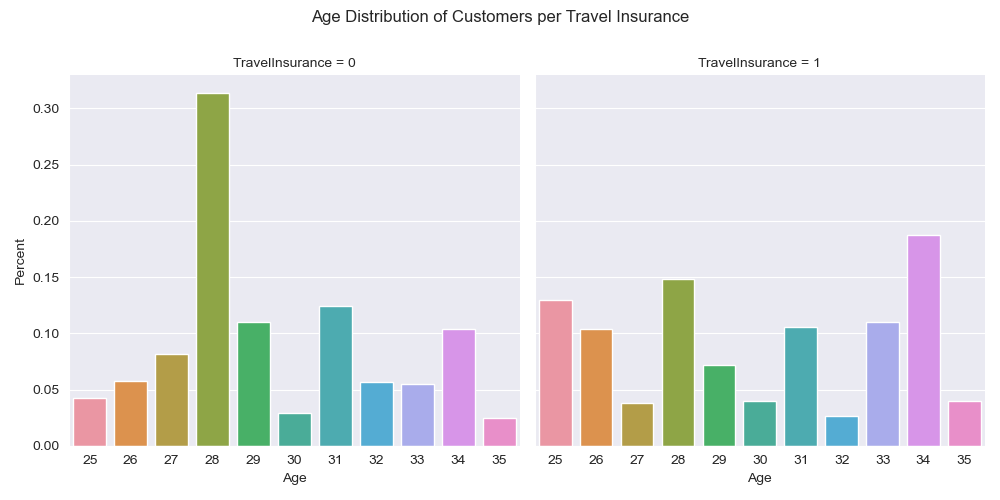 Age Distribution of Customers per Travel Insurance
TravelInsurance = 0
TravelInsurance = 1
Percent
0.30
0.25
0.20
0.15
0.10
0.05
0.00
25 26 27 28 29 30 31 32 33 34 35
25 26 27 28 29 30 31 32 33 34 35
Age
Age